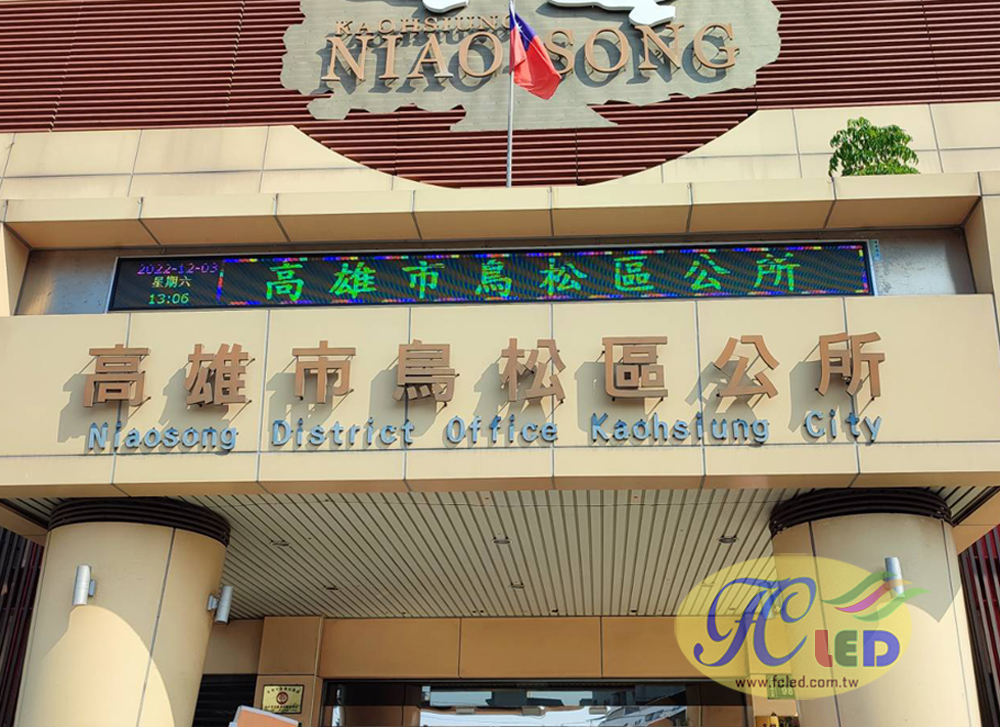 KAOHSIUNG
NIAOSONG
2022-12-03
星期六
13:06
高雄市鳥松區公所
高雄市鳥松區公所
Niaosong District Office Kaohsiung City
FC LED
www.fcled.com.tw